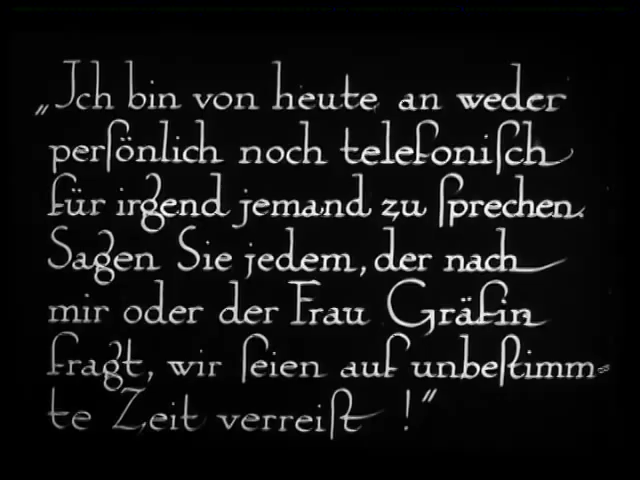 „Ich bin von heute an weder
perſönlich noch telefoniſch
für irgend jemand zu ſprechen.
Sagen Sie jedem, der nach
mir oder der Frau Gräfin
fragt, wir ſeien auf unbeſtimm⸗
te Zeit verreiſt !“